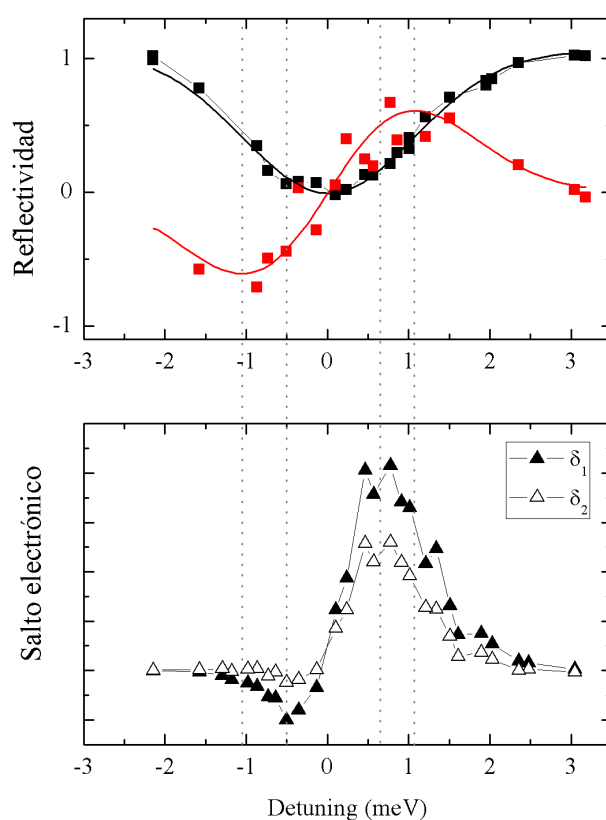 1
0
-1
Reflectividad
-3 -2 -1 0 1 2 3
δ1
δ2
Salto electrónico
-3 -2 -1 0 1 2 3
Detuning (meV)